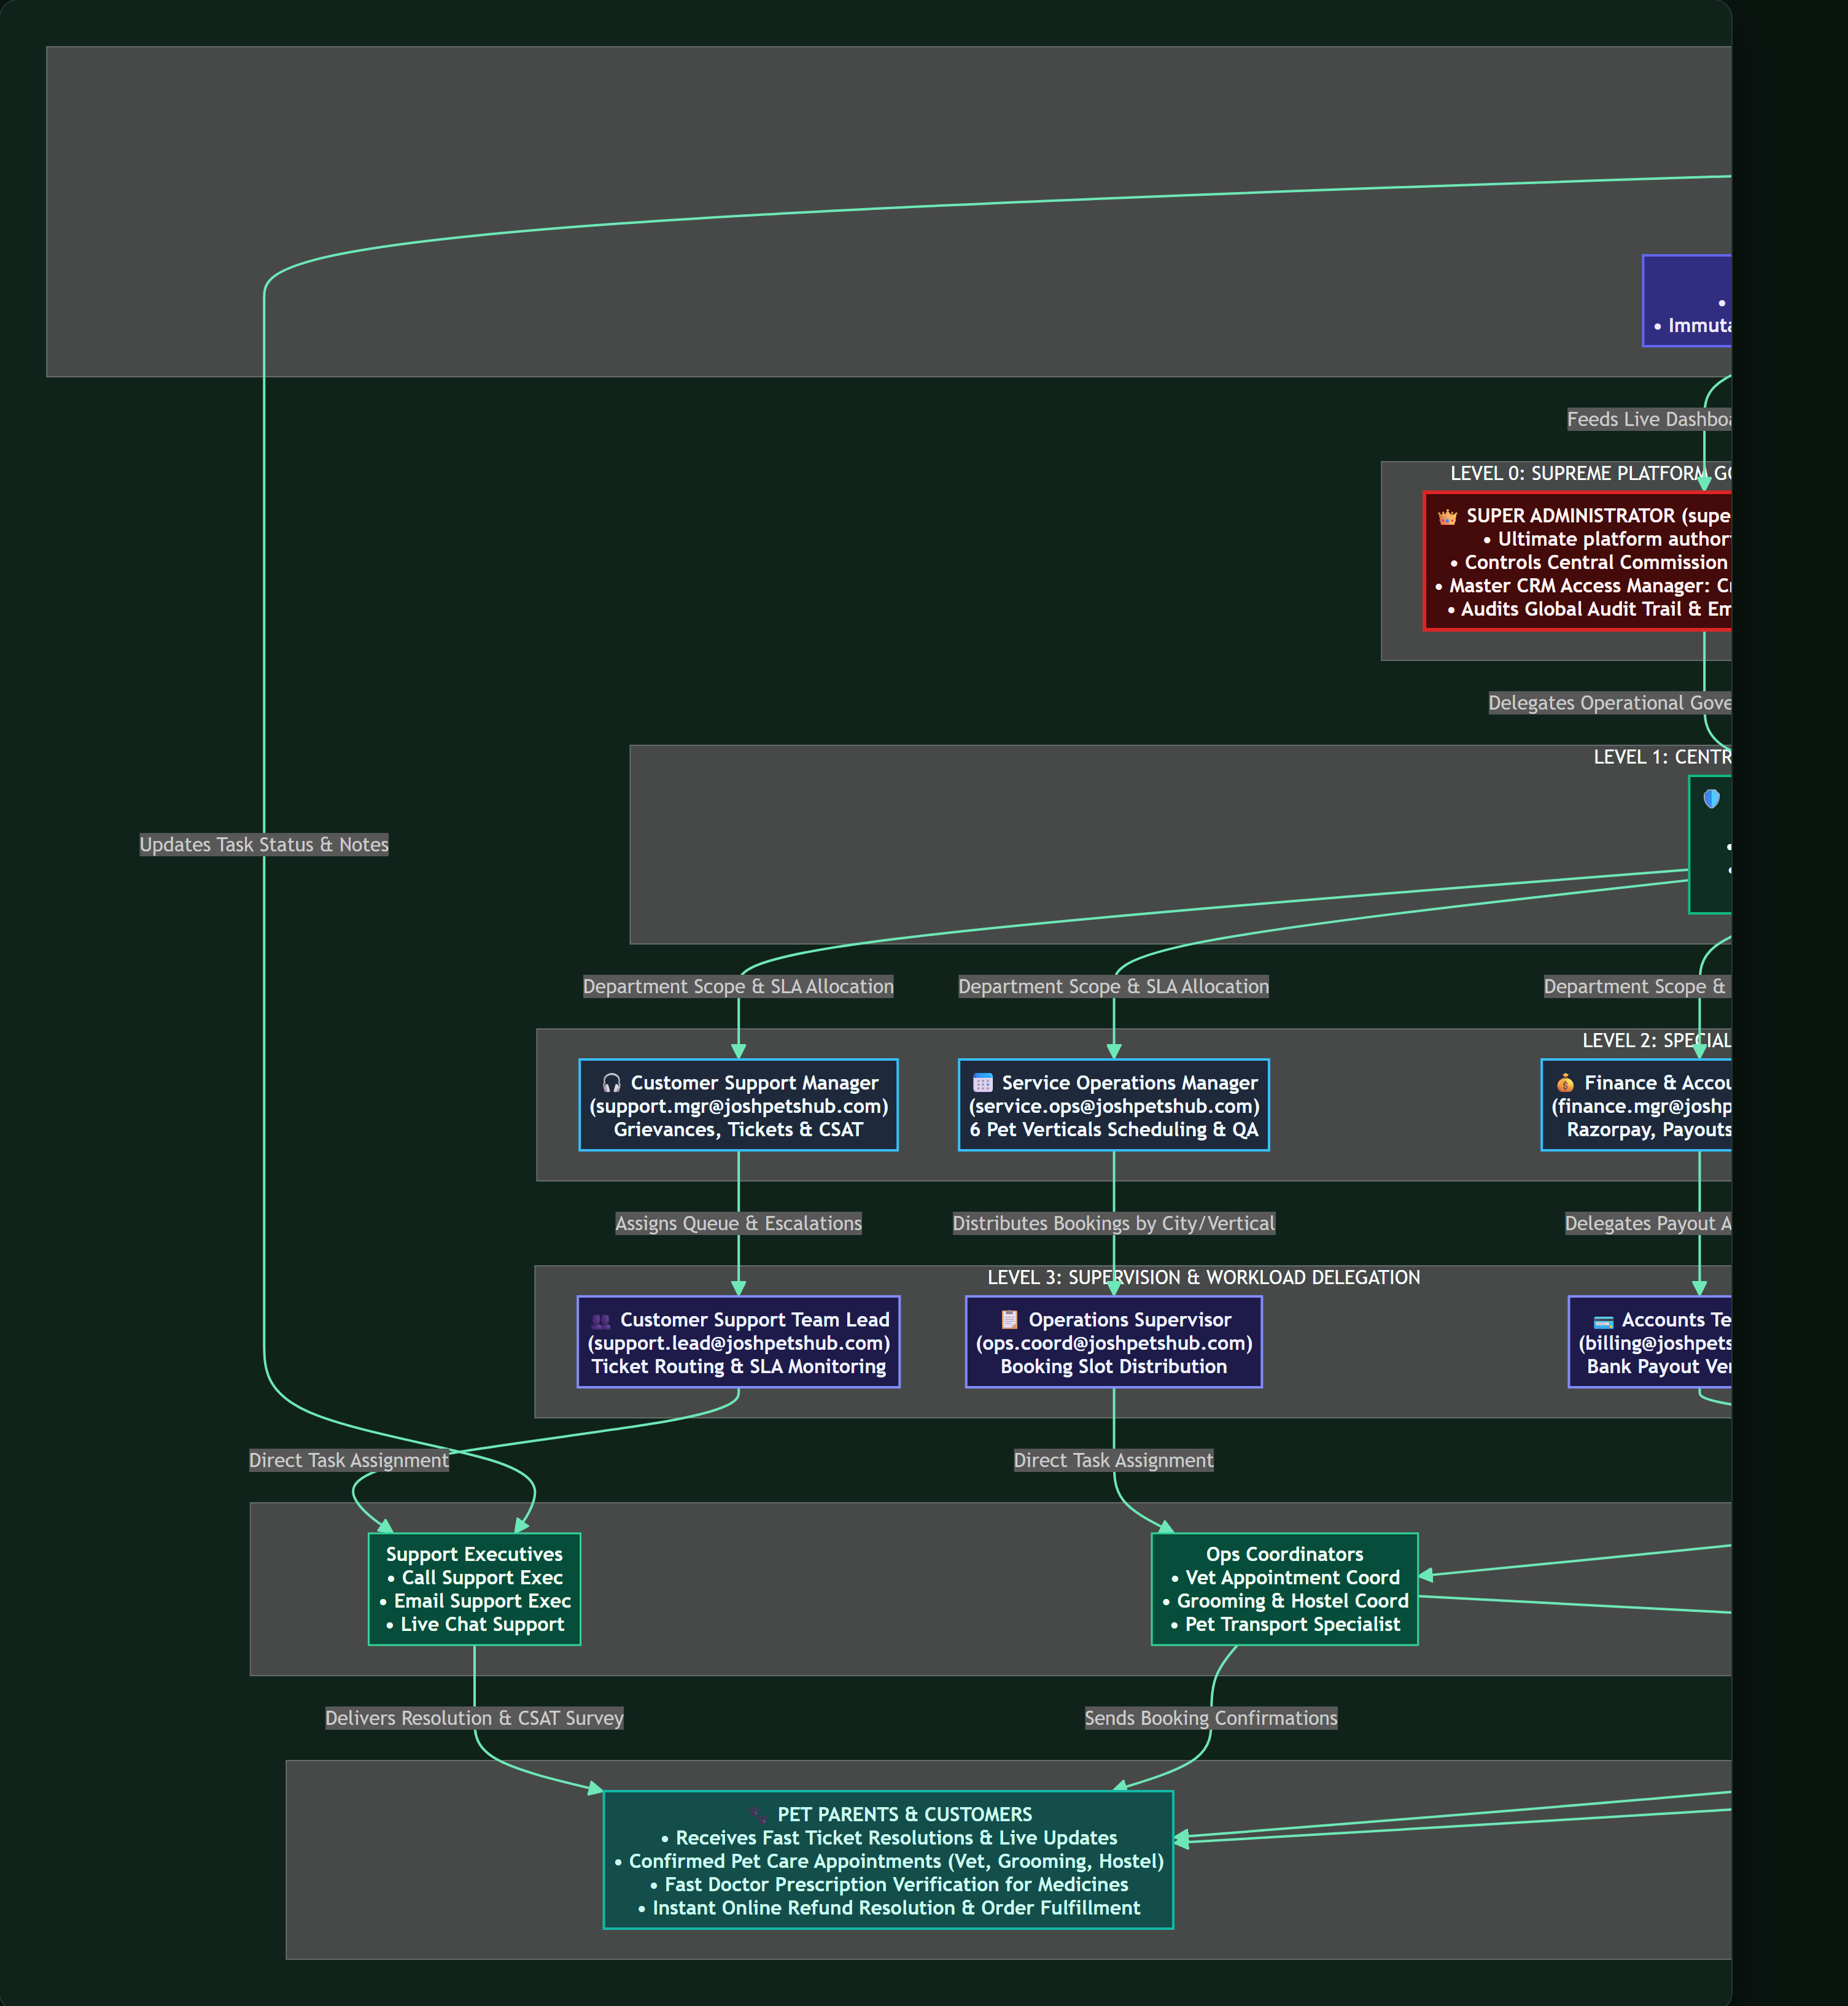 • Immuta
Feeds Live Dashboa
LEVEL 0: SUPREME PLATFORM GO
👑 SUPER ADMINISTRATOR (supe
• Ultimate platform author
• Controls Central Commission
• Master CRM Access Manager: Cr
• Audits Global Audit Trail & Em
Delegates Operational Gove
LEVEL 1: CENTR
Updates Task Status & Notes
Department Scope & SLA Allocation
Department Scope & SLA Allocation
Department Scope &
LEVEL 2: SPECIAL
🎧 Customer Support Manager
(support.mgr@joshpetshub.com)
Grievances, Tickets & CSAT
📅 Service Operations Manager
(service.ops@joshpetshub.com)
6 Pet Verticals Scheduling & QA
💰 Finance & Accou
(finance.mgr@joshp
Razorpay, Payouts
Assigns Queue & Escalations
Distributes Bookings by City/Vertical
Delegates Payout A
LEVEL 3: SUPERVISION & WORKLOAD DELEGATION
👥 Customer Support Team Lead
(support.lead@joshpetshub.com)
Ticket Routing & SLA Monitoring
📋 Operations Supervisor
(ops.coord@joshpetshub.com)
Booking Slot Distribution
💳 Accounts Te
(billing@joshpets
Bank Payout Ver
Direct Task Assignment
Direct Task Assignment
Support Executives
• Call Support Exec
• Email Support Exec
• Live Chat Support
Ops Coordinators
• Vet Appointment Coord
• Grooming & Hostel Coord
• Pet Transport Specialist
Delivers Resolution & CSAT Survey
Sends Booking Confirmations
🐾 PET PARENTS & CUSTOMERS
• Receives Fast Ticket Resolutions & Live Updates
• Confirmed Pet Care Appointments (Vet, Grooming, Hostel)
• Fast Doctor Prescription Verification for Medicines
• Instant Online Refund Resolution & Order Fulfillment